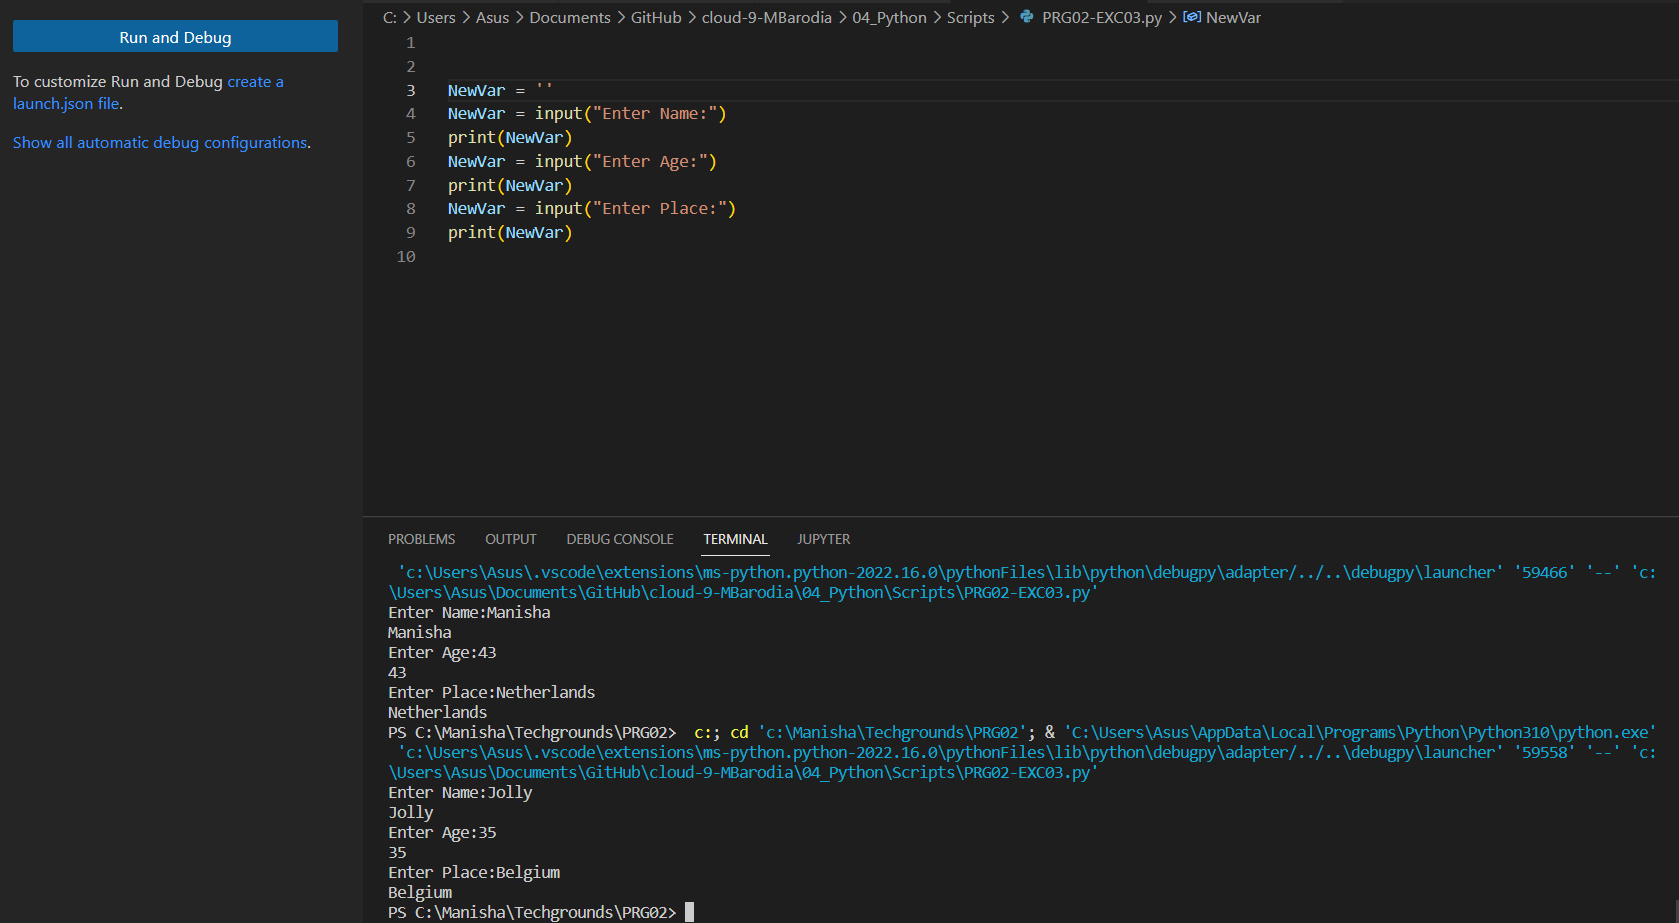 Run and Debug
To customize Run and Debug create a
launch.json file.
Show all automatic debug configurations.
C: > Users > Asus > Documents > GitHub > cloud-9-MBarodia > 04_Python > Scripts > PRG02-EXC03.py > NewVar
1
2
3 NewVar = ''
4 NewVar = input("Enter Name:")
5 print(NewVar)
6 NewVar = input("Enter Age:")
7 print(NewVar)
8 NewVar = input("Enter Place:")
9 print(NewVar)
10
PROBLEMS OUTPUT DEBUG CONSOLE TERMINAL JUPYTER
'c:\Users\Asus\.vscode\extensions\ms-python.python-2022.16.0\pythonFiles\lib\python\debugpy\adapter/../..\debugpy\launcher' '59466' '--' 'c:
\Users\Asus\Documents\GitHub\cloud-9-MBarodia\04_Python\Scripts\PRG02-EXC03.py'
Enter Name:Manisha
Manisha
Enter Age:43
43
Enter Place:Netherlands
Netherlands
PS C:\Manisha\Techgrounds\PRG02>  c:; cd 'c:\Manisha\Techgrounds\PRG02'; & 'C:\Users\Asus\AppData\Local\Programs\Python\Python310\python.exe'
'c:\Users\Asus\.vscode\extensions\ms-python.python-2022.16.0\pythonFiles\lib\python\debugpy\adapter/../..\debugpy\launcher' '59558' '--' 'c:
\Users\Asus\Documents\GitHub\cloud-9-MBarodia\04_Python\Scripts\PRG02-EXC03.py'
Enter Name:Jolly
Jolly
Enter Age:35
35
Enter Place:Belgium
Belgium
PS C:\Manisha\Techgrounds\PRG02>